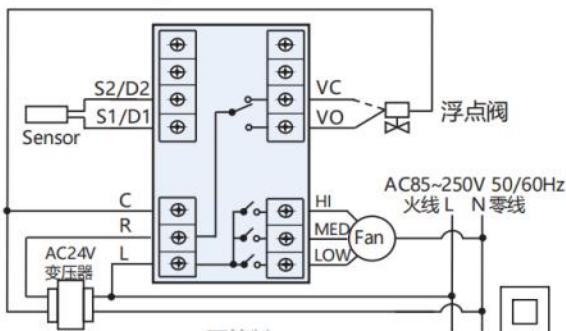 S2/D2
VC
S1/D1
VO
浮点阀
Sensor
AC85~250V 50/60Hz
火线 L N 零线
C
HI
R
MED
Fan
AC24V
L
LOW
变压器